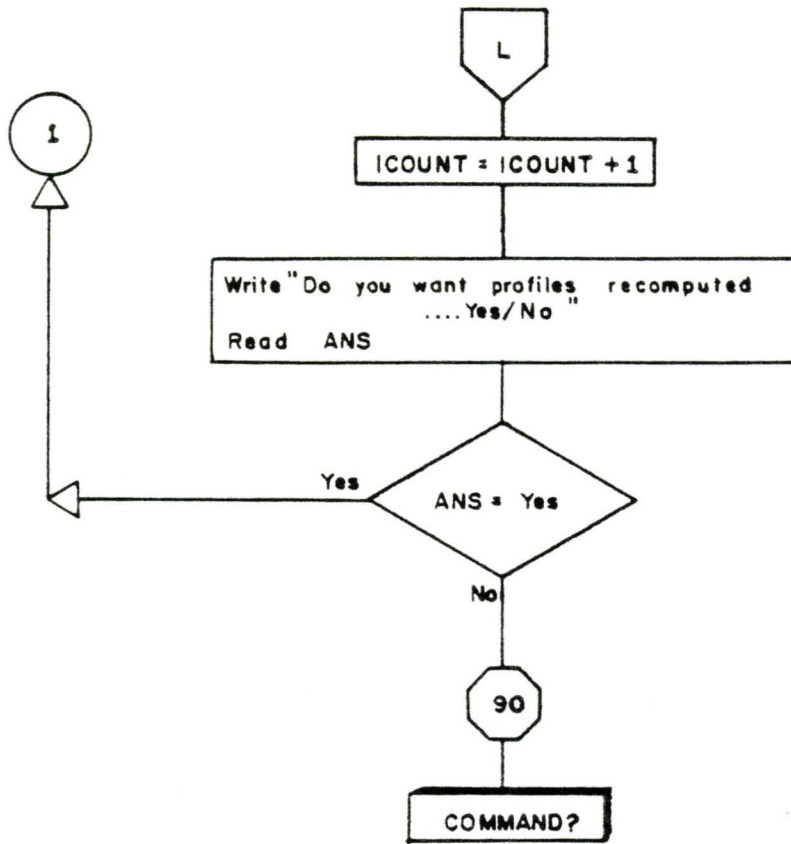 L
1
ICOUNT = ICOUNT + 1
Write "Do you want profiles recomputed
....Yes/No"
Read ANS
Yes
ANS = Yes
No
90
COMMAND?